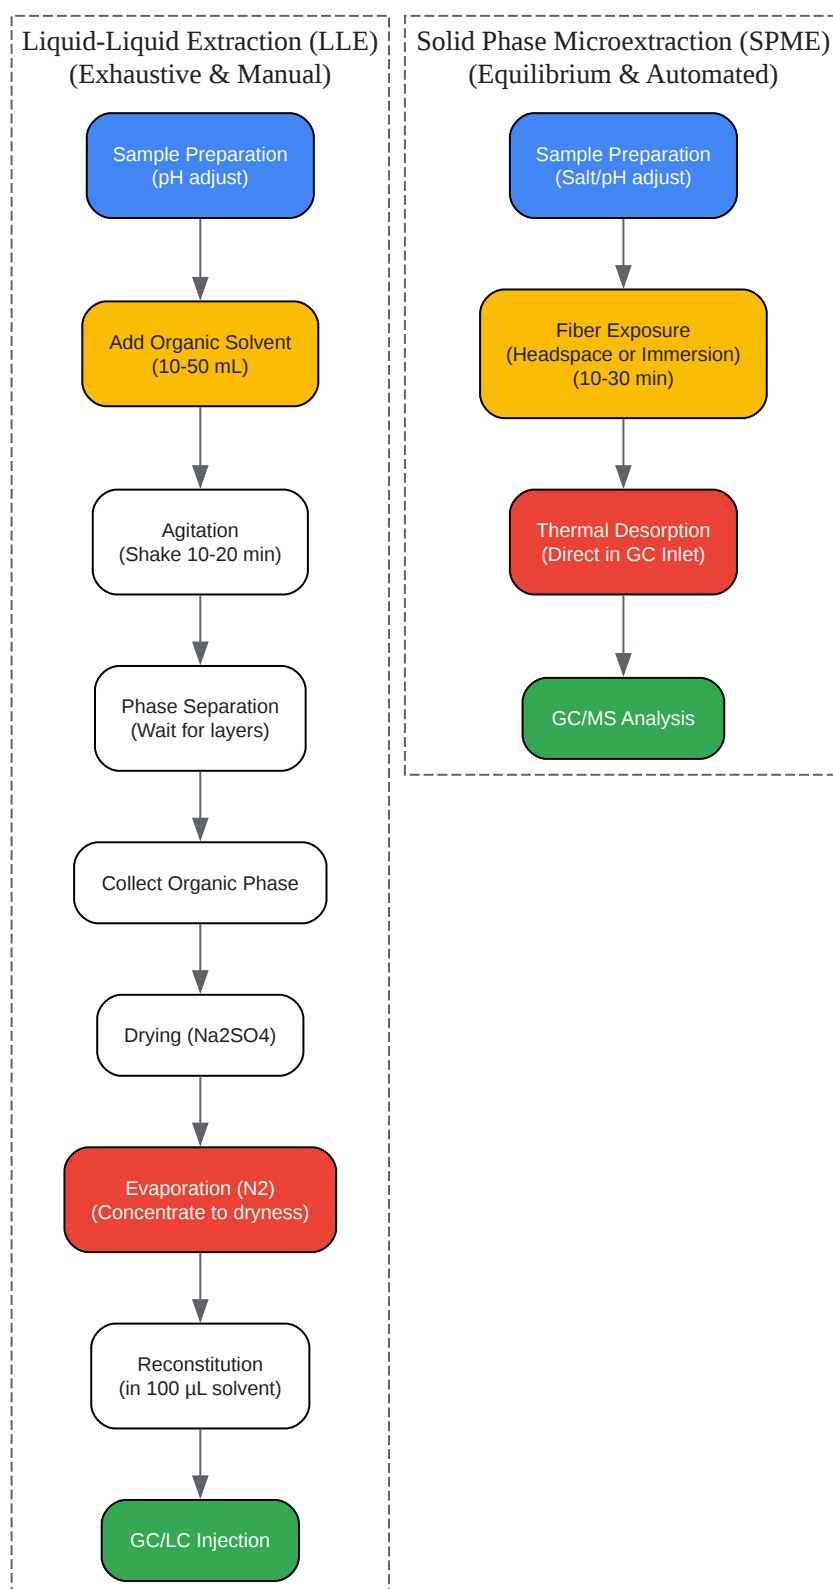 Liquid-Liquid Extraction (LLE)
(Exhaustive & Manual)
Sample Preparation
(pH adjust)
Add Organic Solvent
(10-50 mL)
Agitation
(Shake 10-20 min)
Phase Separation
(Wait for layers)
Collect Organic Phase
Drying (Na2SO4)
Evaporation (N2)
(Concentrate to dryness)
Reconstitution
(in 100 µL solvent)
GC/LC Injection
Solid Phase Microextraction (SPME)
(Equilibrium & Automated)
Sample Preparation
(Salt/pH adjust)
Fiber Exposure
(Headspace or Immersion)
(10-30 min)
Thermal Desorption
(Direct in GC Inlet)
GC/MS Analysis